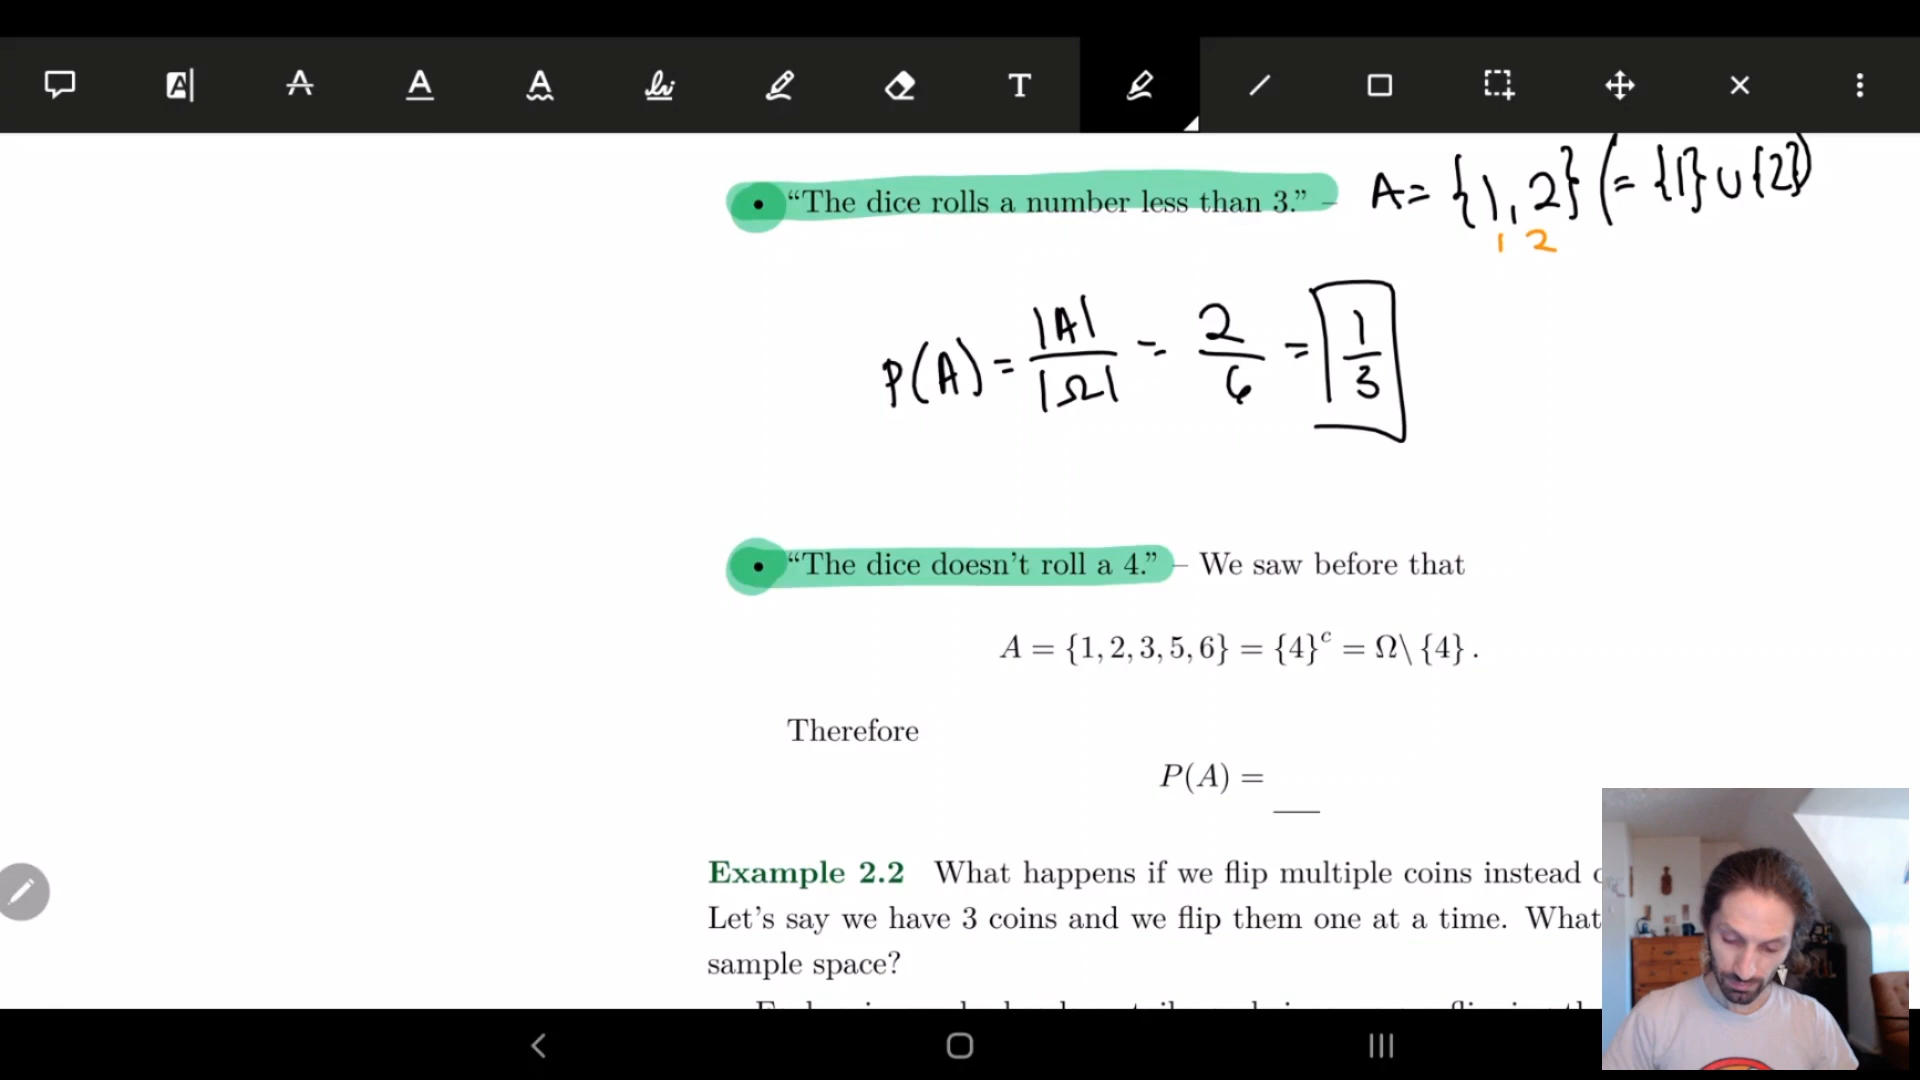 • “The dice rolls a number less than 3.” – A = {1, 2} (= {1} ∪ {2})
1 2
P(A) = |A| / |Ω| = 2/6 = 1/3
• “The dice doesn’t roll a 4.” – We saw before that
A = {1, 2, 3, 5, 6} = {4}ᶜ = Ω\ {4} .
Therefore
P(A) =
Example 2.2 What happens if we flip multiple coins instead
Let’s say we have 3 coins and we flip them one at a time. What
sample space?